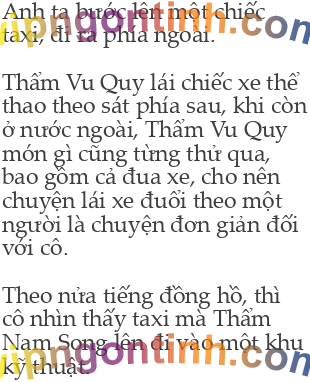 Anh ta bước lên một chiếc
taxi, đi ra phía ngoài.
Thẩm Vu Quy lái chiếc xe thể
thao theo sát phía sau, khi còn
ở nước ngoài, Thẩm Vu Quy
món gì cũng từng thử qua,
bao gồm cả đua xe, cho nên
chuyện lái xe đuổi theo một
người là chuyện đơn giản đối
với cô.
Theo nửa tiếng đồng hồ, thì
cô nhìn thấy taxi mà Thẩm
Nam Song lên đi vào một khu
kỹ thuật.
vipngontinh.com
vipngontinh.com